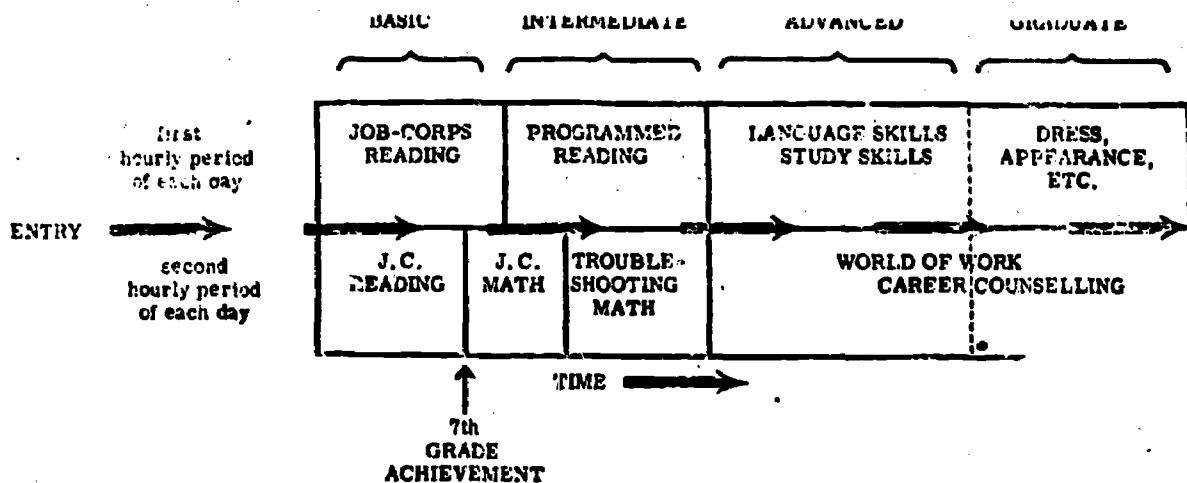 BASIC INTERMEDIATE ADVANCED GRADUATE
first
hourly period
of each day
JOB-CORPS
READING
PROGRAMMED
READING
LANGUAGE SKILLS
STUDY SKILLS
DRESS,
APPEARANCE,
ETC.
ENTRY
second
hourly period
of each day
J.C.
READING
J.C.
MATH
TROUBLE-
SHOOTING
MATH
WORLD OF WORK
CAREER COUNSELLING
TIME
7th
GRADE
ACHIEVEMENT